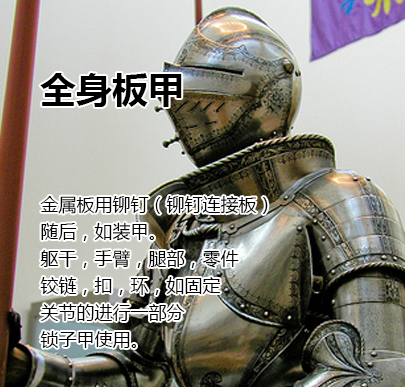 全身板甲
金属板用铆钉（铆钉连接板）
随后，如装甲。
躯干，手臂，腿部，零件
铰链，扣，环，如固定
关节的进行一部分
锁子甲使用。